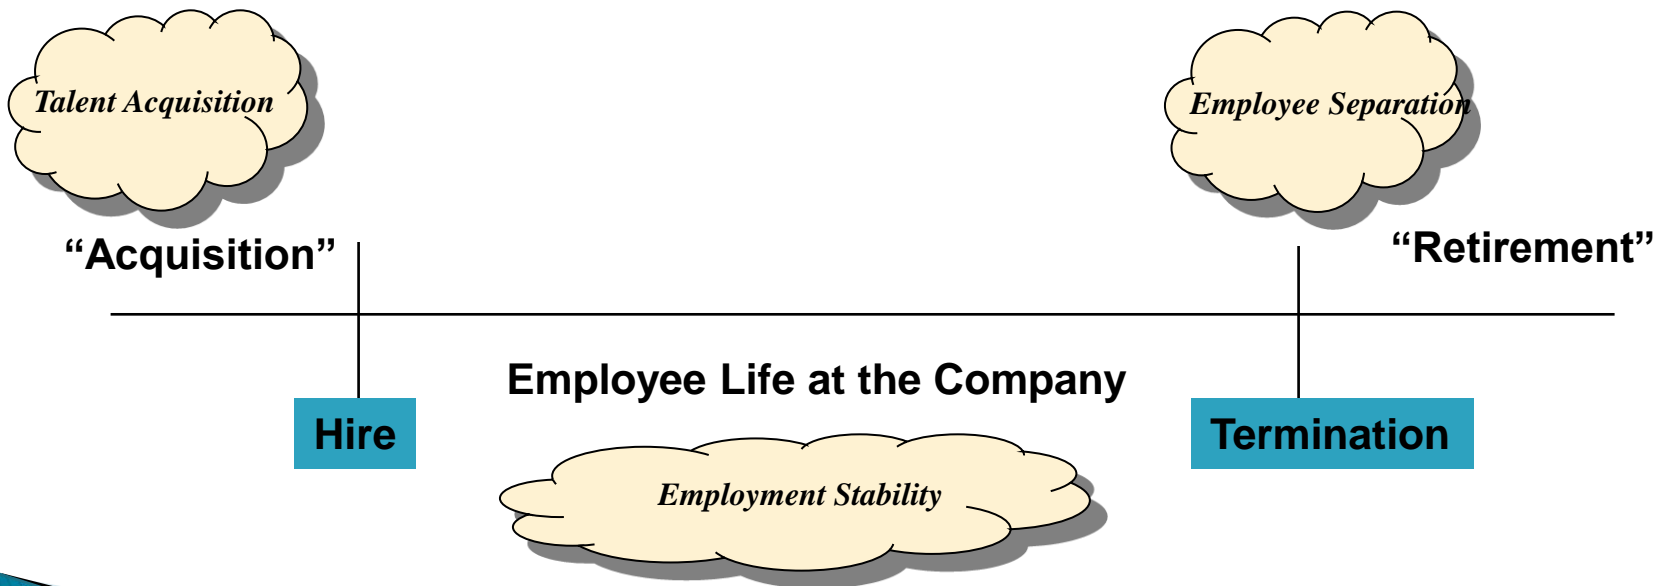 Talent Acquisition
Employee Separation
“Acquisition”
“Retirement”
Employee Life at the Company
Hire
Termination
Employment Stability